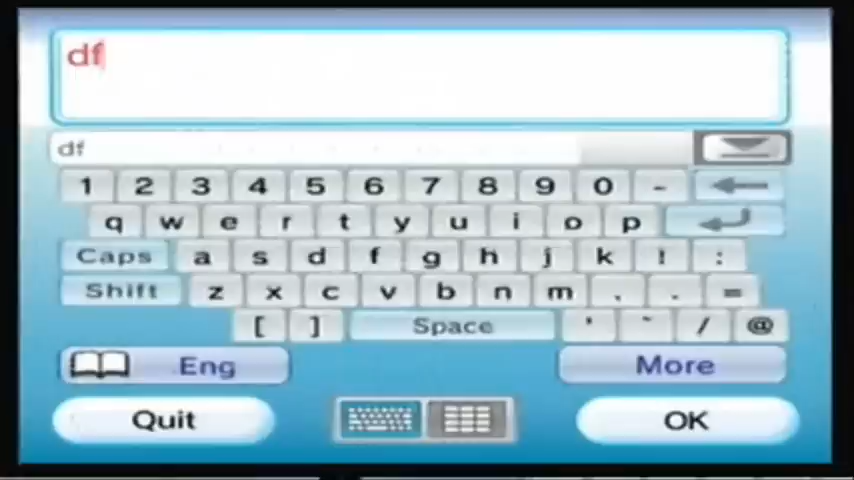 df
df
1 2 3 4 5 6 7 8 9 0 -
q w e r t y u i o p
Caps a s d f g h j k ! :
Shift z x c v b n m , . =
[ ] Space ' ~ / @
Eng More
Quit OK